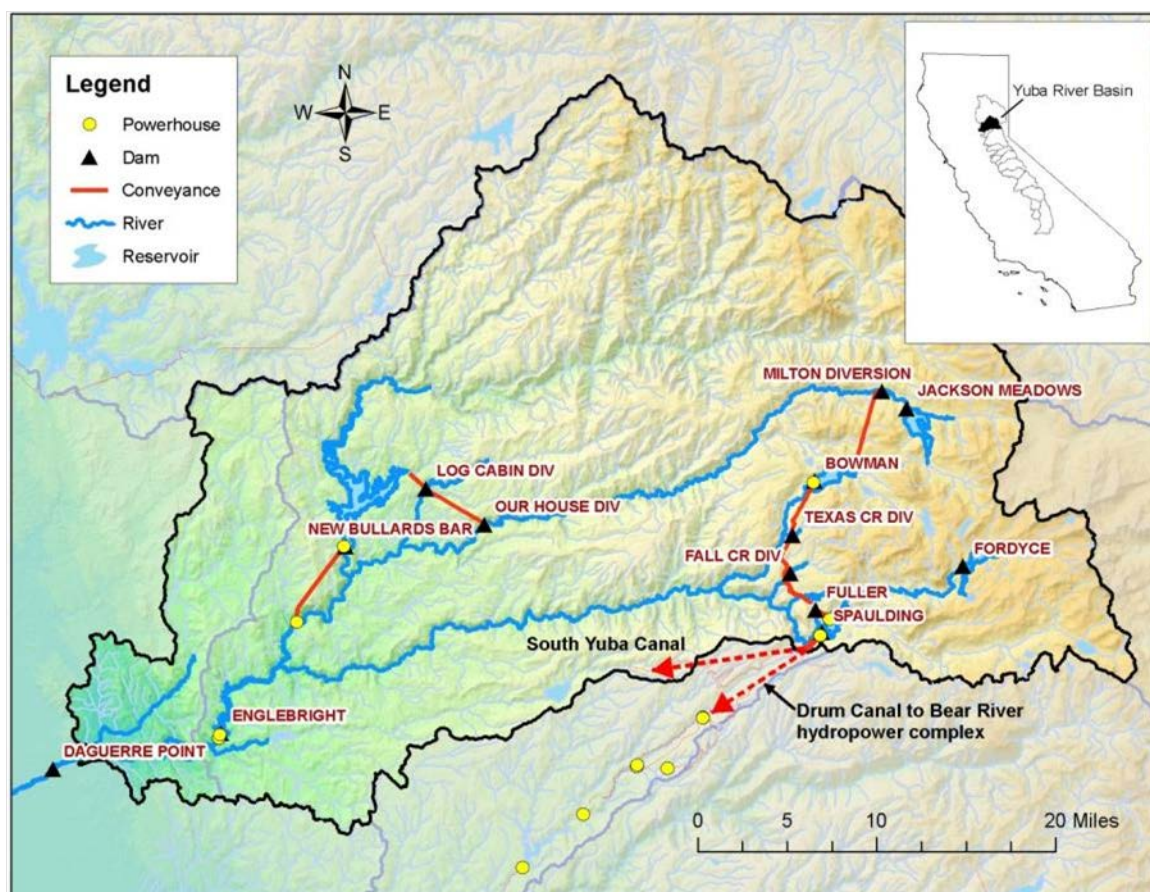 Legend
Powerhouse
Dam
Conveyance
River
Reservoir
N
W E
S
Yuba River Basin
MILTON DIVERSION
JACKSON MEADOWS
LOG CABIN DIV
BOWMAN
OUR HOUSE DIV
TEXAS CR DIV
NEW BULLARDS BAR
FALL CR DIV
FORDYCE
FULLER
SPAULDING
South Yuba Canal
ENGLEBRIGHT
Drum Canal to Bear River
hydropower complex
DAGUERRE POINT
0 5 10 20 Miles